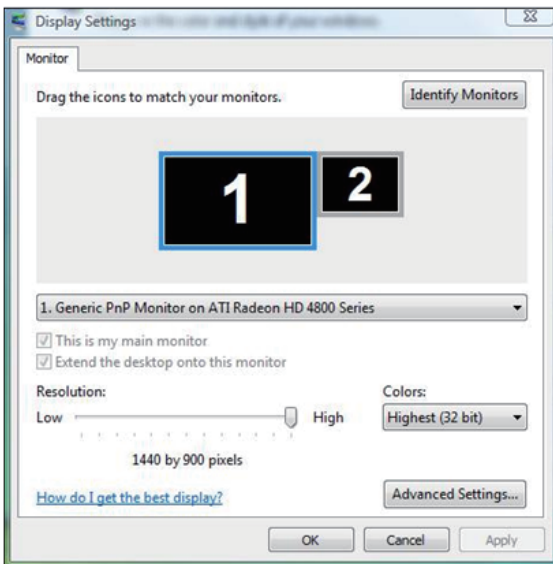 Display Settings
Monitor
Drag the icons to match your monitors.
Identify Monitors
1
2
1. Generic PnP Monitor on ATI Radeon HD 4800 Series
This is my main monitor
Extend the desktop onto this monitor
Resolution:
Colors:
Low
High
Highest (32 bit)
1440 by 900 pixels
How do I get the best display?
Advanced Settings...
OK
Cancel
Apply